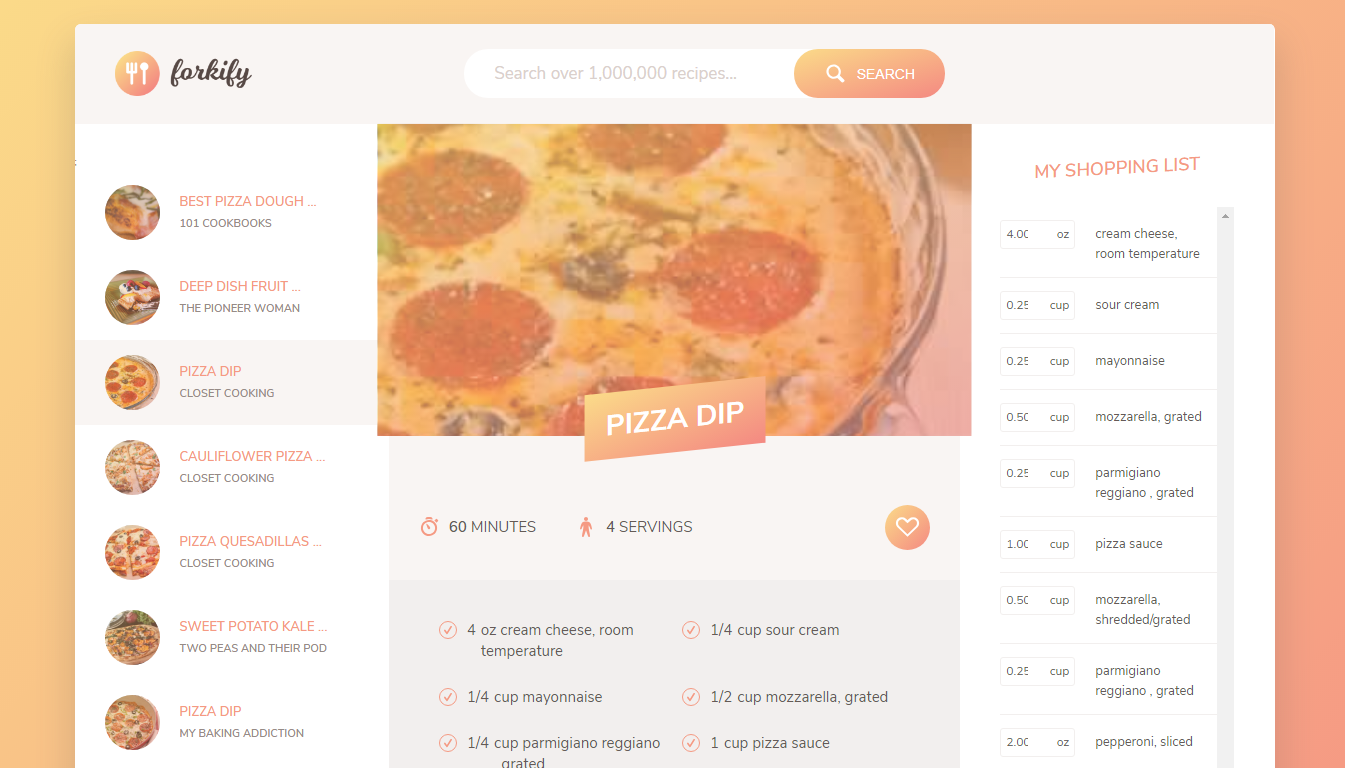 forkify
Search over 1,000,000 recipes...
SEARCH
BEST PIZZA DOUGH ...
101 COOKBOOKS
DEEP DISH FRUIT ...
THE PIONEER WOMAN
PIZZA DIP
CLOSET COOKING
CAULIFLOWER PIZZA ...
CLOSET COOKING
PIZZA QUESADILLAS ...
CLOSET COOKING
SWEET POTATO KALE ...
TWO PEAS AND THEIR POD
PIZZA DIP
MY BAKING ADDICTION
PIZZA DIP
60 MINUTES
4 SERVINGS
4 oz cream cheese, room
temperature
1/4 cup sour cream
1/4 cup mayonnaise
1/2 cup mozzarella, grated
1/4 cup parmigiano reggiano
grated
1 cup pizza sauce
MY SHOPPING LIST
4.00 oz cream cheese,
room temperature
0.25 cup sour cream
0.25 cup mayonnaise
0.50 cup mozzarella, grated
0.25 cup parmigiano
reggiano , grated
1.00 cup pizza sauce
0.50 cup mozzarella,
shredded/grated
0.25 cup parmigiano
reggiano , grated
2.00 oz pepperoni, sliced